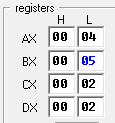 registers
H L
AX 00 04
BX 00 05
CX 00 02
DX 00 02